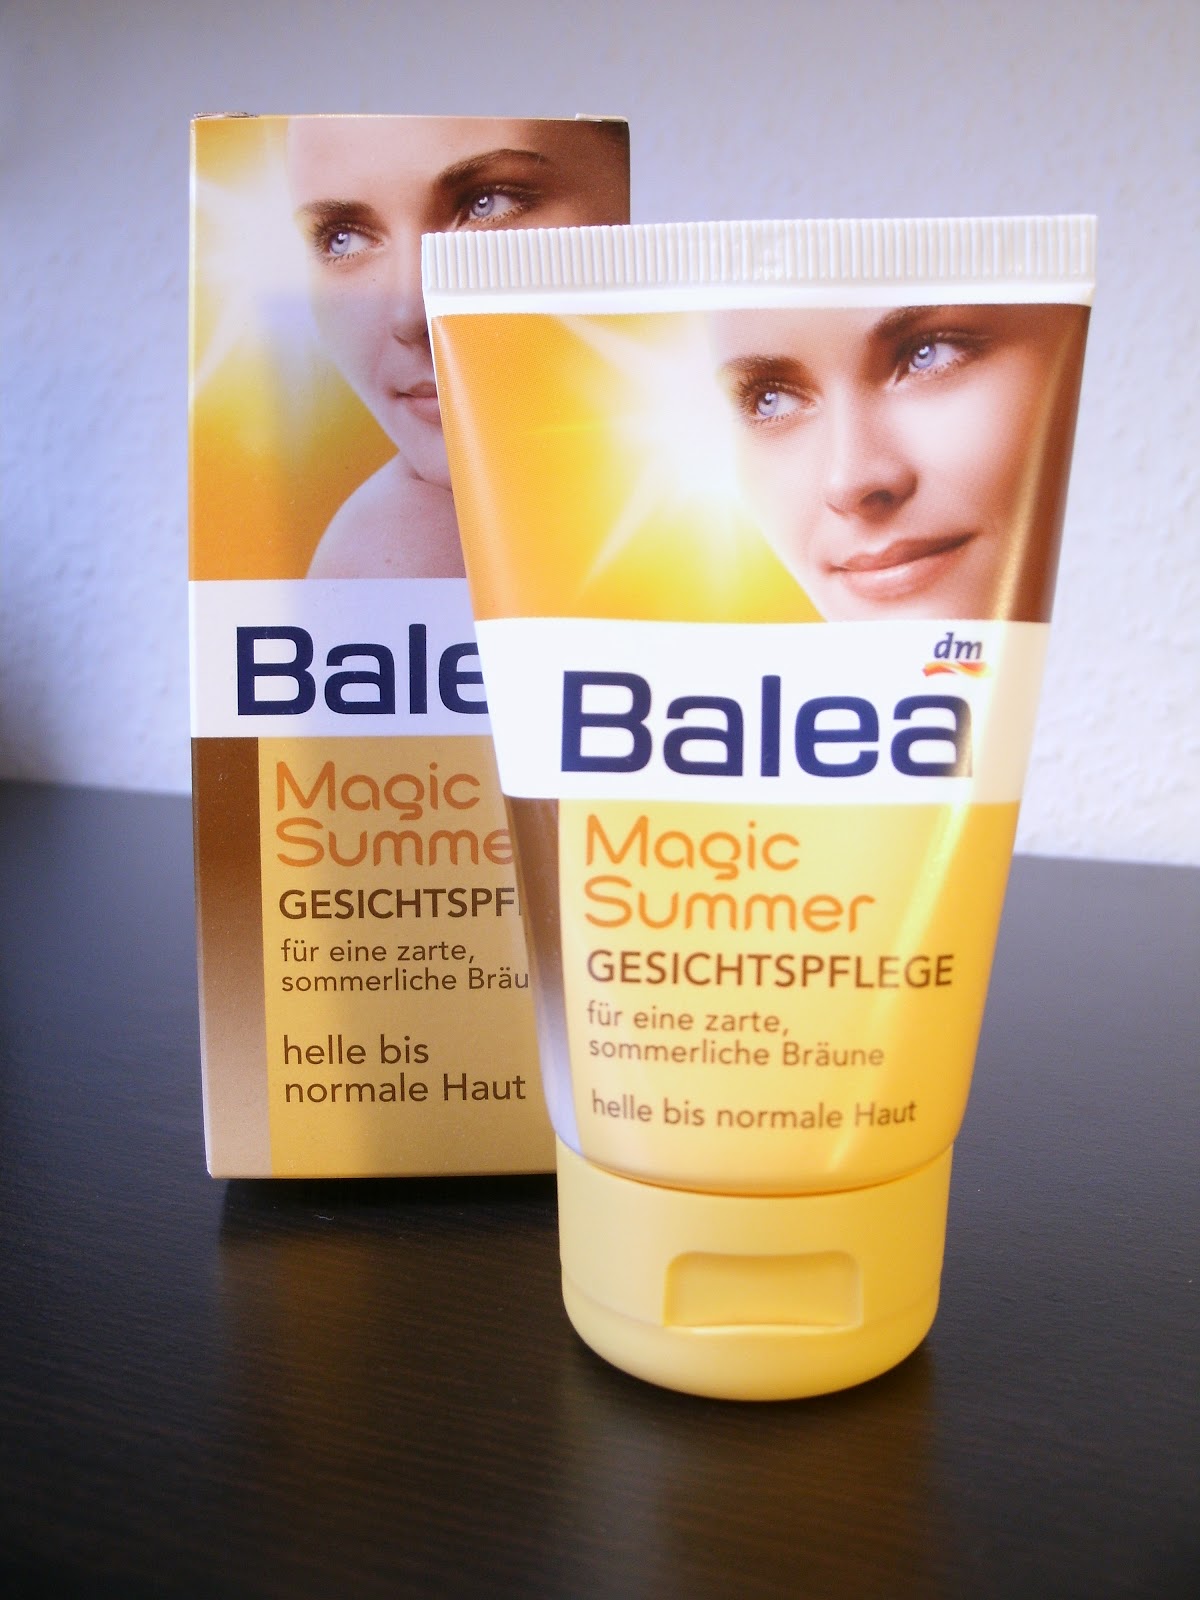 Bale
Magic
Summe
GESICHTSPF
für eine zarte,
sommerliche Bräu
helle bis
normale Haut
dm
Balea
Magic
Summer
GESICHTSPFLEGE
für eine zarte,
sommerliche Bräune
helle bis normale Haut